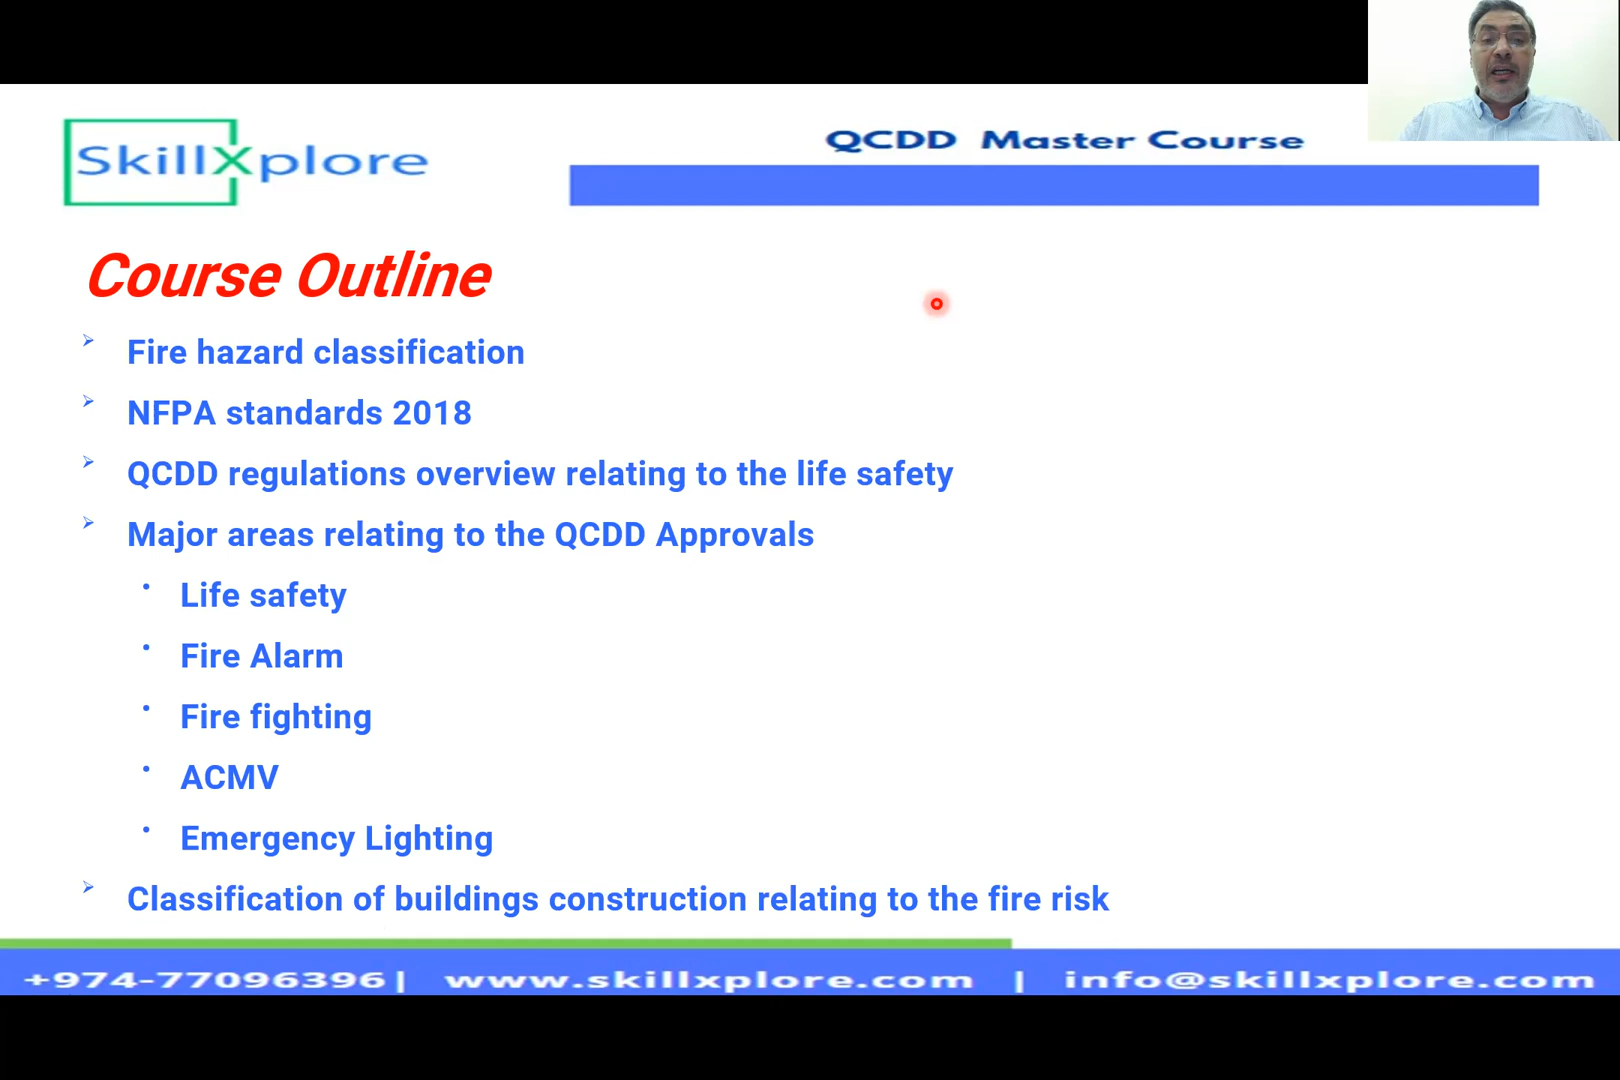 SkillXplore
QCDD Master Course
Course Outline
Fire hazard classification
NFPA standards 2018
QCDD regulations overview relating to the life safety
Major areas relating to the QCDD Approvals
Life safety
Fire Alarm
Fire fighting
ACMV
Emergency Lighting
Classification of buildings construction relating to the fire risk
+974-77096396| www.skillxplore.com | info@skillxplore.com